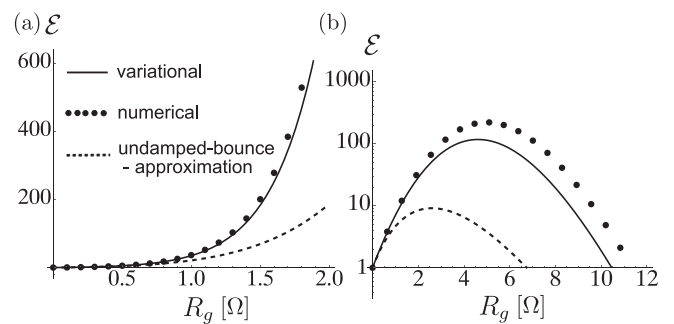 (a) ℰ
600
400
200
variational
numerical
undamped-bounce
- approximation
0.5 1.0 1.5 2.0
R_g [Ω]
(b) ℰ
1000
100
10
1
2 4 6 8 10 12
R_g [Ω]